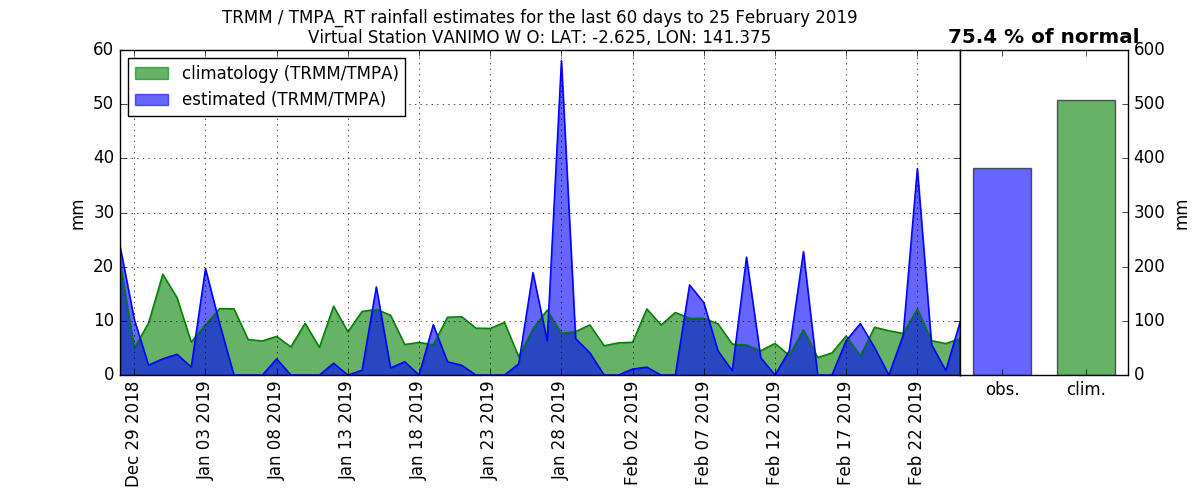 TRMM / TMPA_RT rainfall estimates for the last 60 days to 25 February 2019
Virtual Station VANIMO W O: LAT: -2.625, LON: 141.375
75.4 % of normal
climatology (TRMM/TMPA)
estimated (TRMM/TMPA)
60
50
40
30
20
10
0
mm
600
500
400
300
200
100
0
mm
Dec 29 2018
Jan 03 2019
Jan 08 2019
Jan 13 2019
Jan 18 2019
Jan 23 2019
Jan 28 2019
Feb 02 2019
Feb 07 2019
Feb 12 2019
Feb 17 2019
Feb 22 2019
obs.
clim.